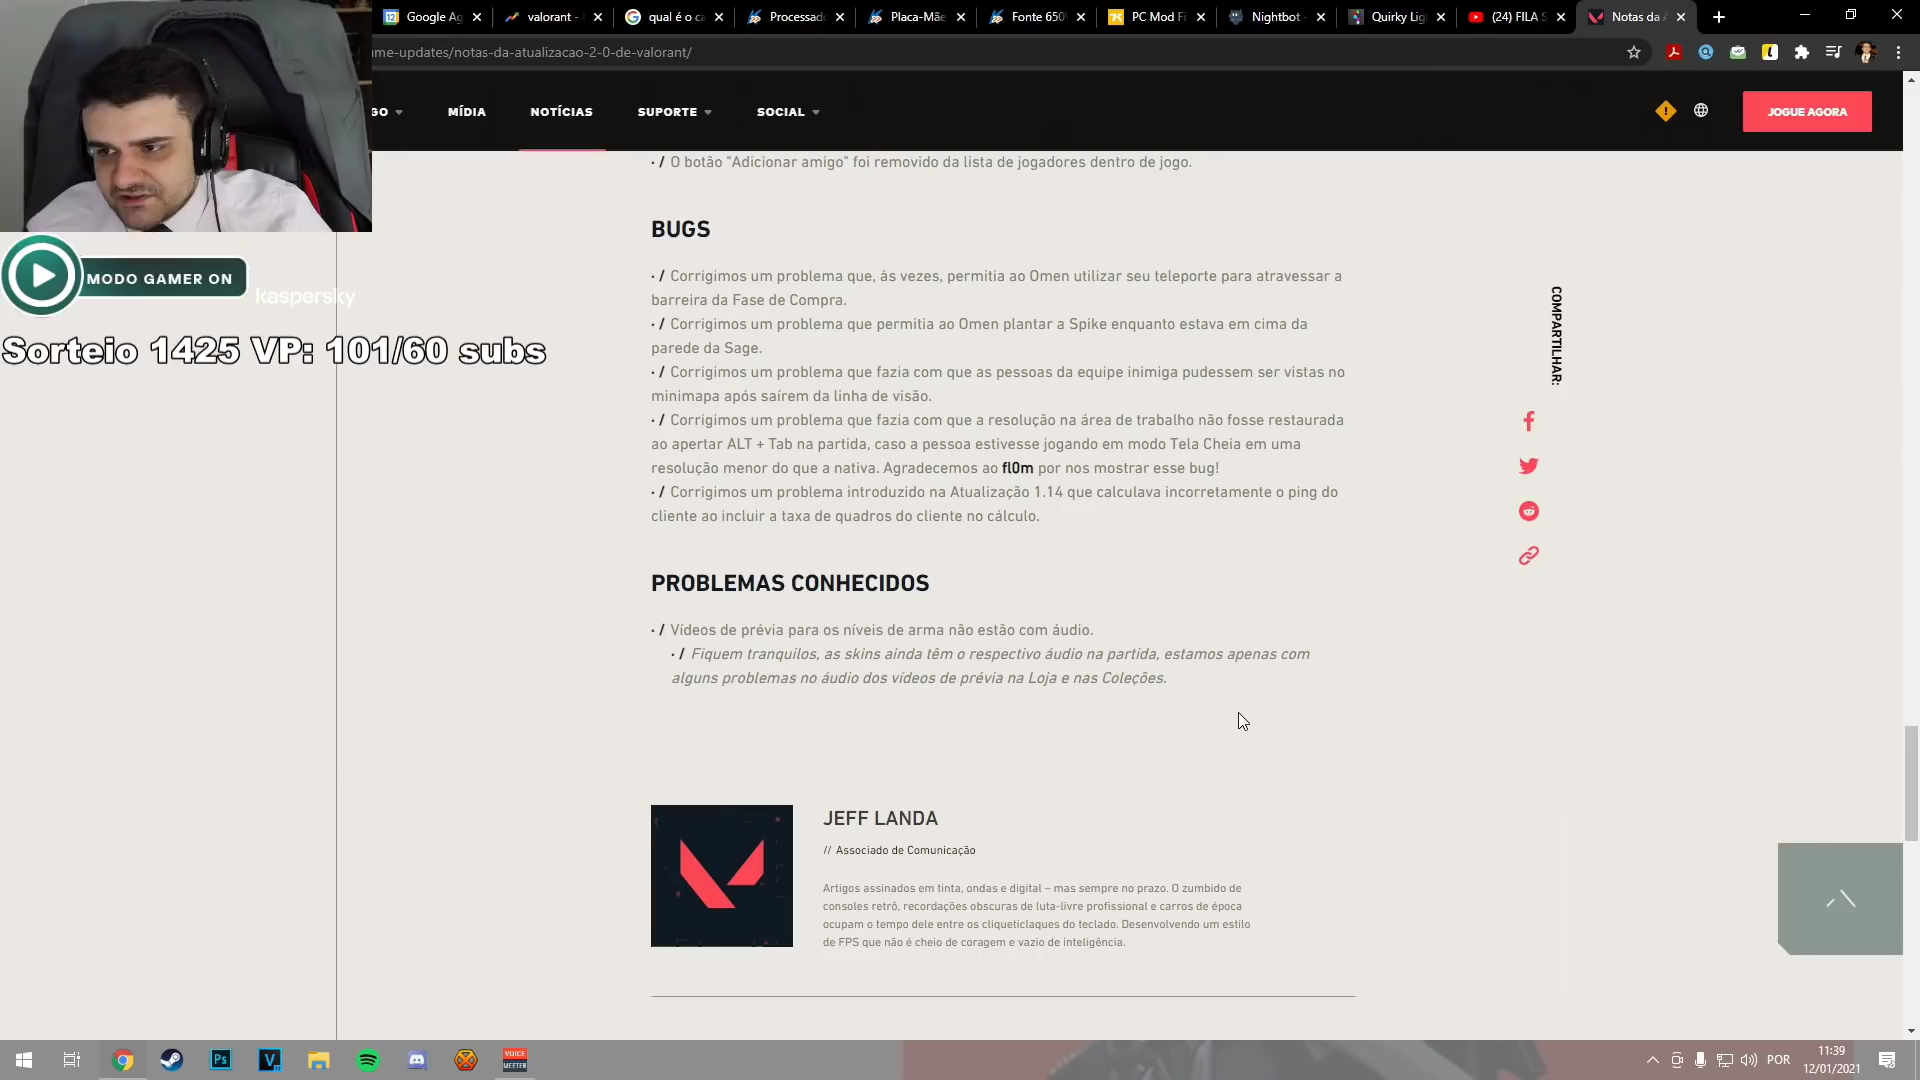 Google Ag
valorant -
qual é o ca
Processado
Placa-Mãe
Fonte 650W
PC Mod Fi
Nightbot -
Quirky Lig
(24) FILA S
Notas da A
me-updates/notas-da-atualizacao-2-0-de-valorant/
GO
MÍDIA
NOTÍCIAS
SUPORTE
SOCIAL
JOGUE AGORA
· / O botão "Adicionar amigo" foi removido da lista de jogadores dentro de jogo.
BUGS
· / Corrigimos um problema que, às vezes, permitia ao Omen utilizar seu teleporte para atravessar a
barreira da Fase de Compra.
· / Corrigimos um problema que permitia ao Omen plantar a Spike enquanto estava em cima da
parede da Sage.
· / Corrigimos um problema que fazia com que as pessoas da equipe inimiga pudessem ser vistas no
minimapa após saírem da linha de visão.
· / Corrigimos um problema que fazia com que a resolução na área de trabalho não fosse restaurada
ao apertar ALT + Tab na partida, caso a pessoa estivesse jogando em modo Tela Cheia em uma
resolução menor do que a nativa. Agradecemos ao fl0m por nos mostrar esse bug!
· / Corrigimos um problema introduzido na Atualização 1.14 que calculava incorretamente o ping do
cliente ao incluir a taxa de quadros do cliente no cálculo.
COMPARTILHAR:
MODO GAMER ON
kaspersky
Sorteio 1425 VP: 101/60 subs
PROBLEMAS CONHECIDOS
· / Vídeos de prévia para os níveis de arma não estão com áudio.
· / Fiquem tranquilos, as skins ainda têm o respectivo áudio na partida, estamos apenas com
alguns problemas no áudio dos vídeos de prévia na Loja e nas Coleções.
JEFF LANDA
// Associado de Comunicação
Artigos assinados em tinta, ondas e digital – mas sempre no prazo. O zumbido de
consoles retrô, recordações obscuras de luta-livre profissional e carros de época
ocupam o tempo dele entre os cliqueticlaques do teclado. Desenvolvendo um estilo
de FPS que não é cheio de coragem e vazio de inteligência.
Ps
V
VOICE
MEETER
POR
11:39
12/01/2021